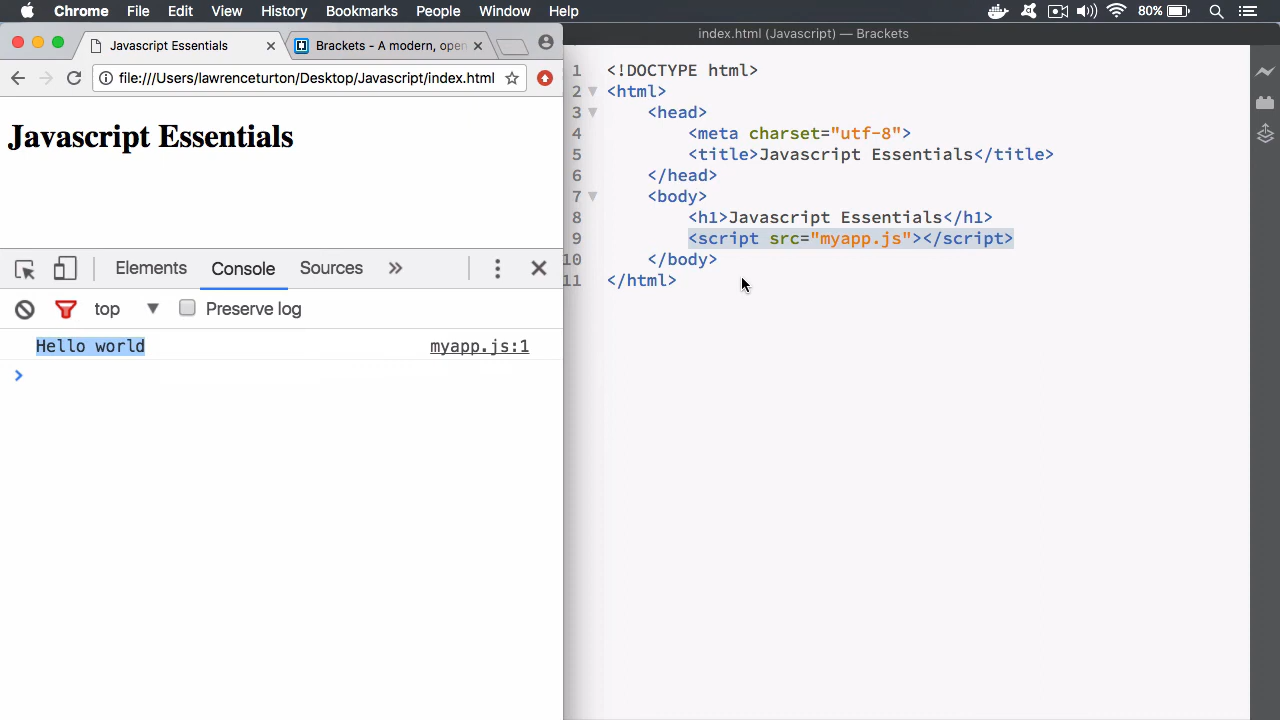 Chrome File Edit View History Bookmarks People Window Help 80%
Javascript Essentials
Brackets - A modern, open
file:///Users/lawrenceturton/Desktop/Javascript/index.html
Javascript Essentials
Elements Console Sources »
top Preserve log
Hello world myapp.js:1
>
index.html (Javascript) — Brackets
1 <!DOCTYPE html>
2 <html>
3 <head>
4 <meta charset="utf-8">
5 <title>Javascript Essentials</title>
6 </head>
7 <body>
8 <h1>Javascript Essentials</h1>
9 <script src="myapp.js"></script>
10 </body>
11 </html>